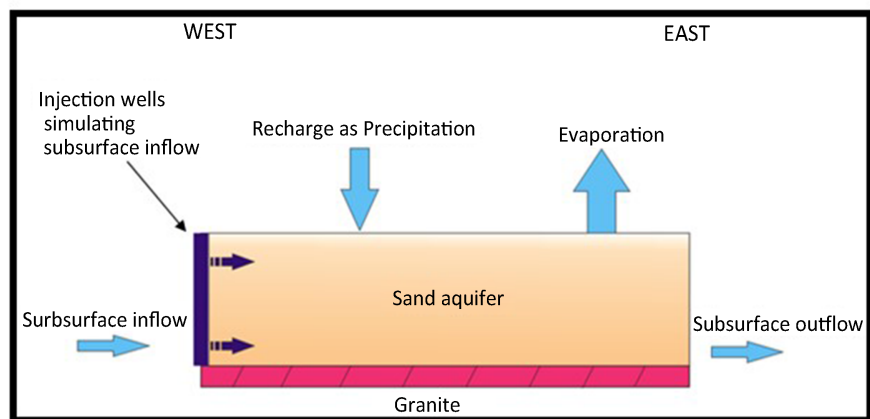 WEST
EAST
Injection wells
simulating
subsurface inflow
Recharge as Precipitation
Evaporation
Sand aquifer
Surbsurface inflow
Subsurface outflow
Granite